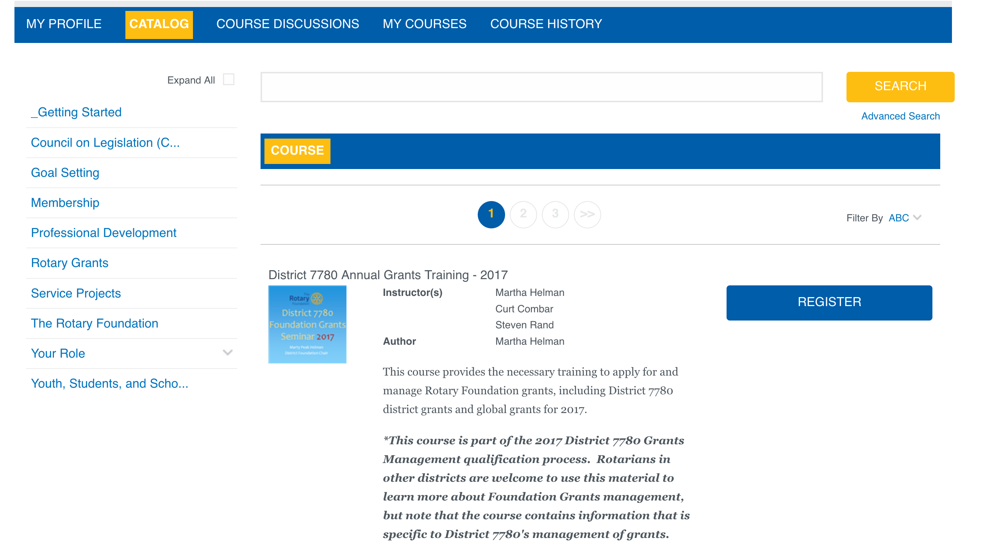 MY PROFILE
CATALOG
COURSE DISCUSSIONS
MY COURSES
COURSE HISTORY
Expand All
_Getting Started
Council on Legislation (C...
Goal Setting
Membership
Professional Development
Rotary Grants
Service Projects
The Rotary Foundation
Your Role
Youth, Students, and Scho...
SEARCH
Advanced Search
COURSE
1
2
3
>>
Filter By ABC
District 7780 Annual Grants Training - 2017
The
Rotary
Foundation
District 7780
Foundation Grants
Seminar 2017
Marty Peak Helman
District Foundation Chair
Instructor(s)
Martha Helman
Curt Combar
Steven Rand
Author
Martha Helman
REGISTER
This course provides the necessary training to apply for and
manage Rotary Foundation grants, including District 7780
district grants and global grants for 2017.
*This course is part of the 2017 District 7780 Grants
Management qualification process.  Rotarians in
other districts are welcome to use this material to
learn more about Foundation Grants management,
but note that the course contains information that is
specific to District 7780's management of grants.